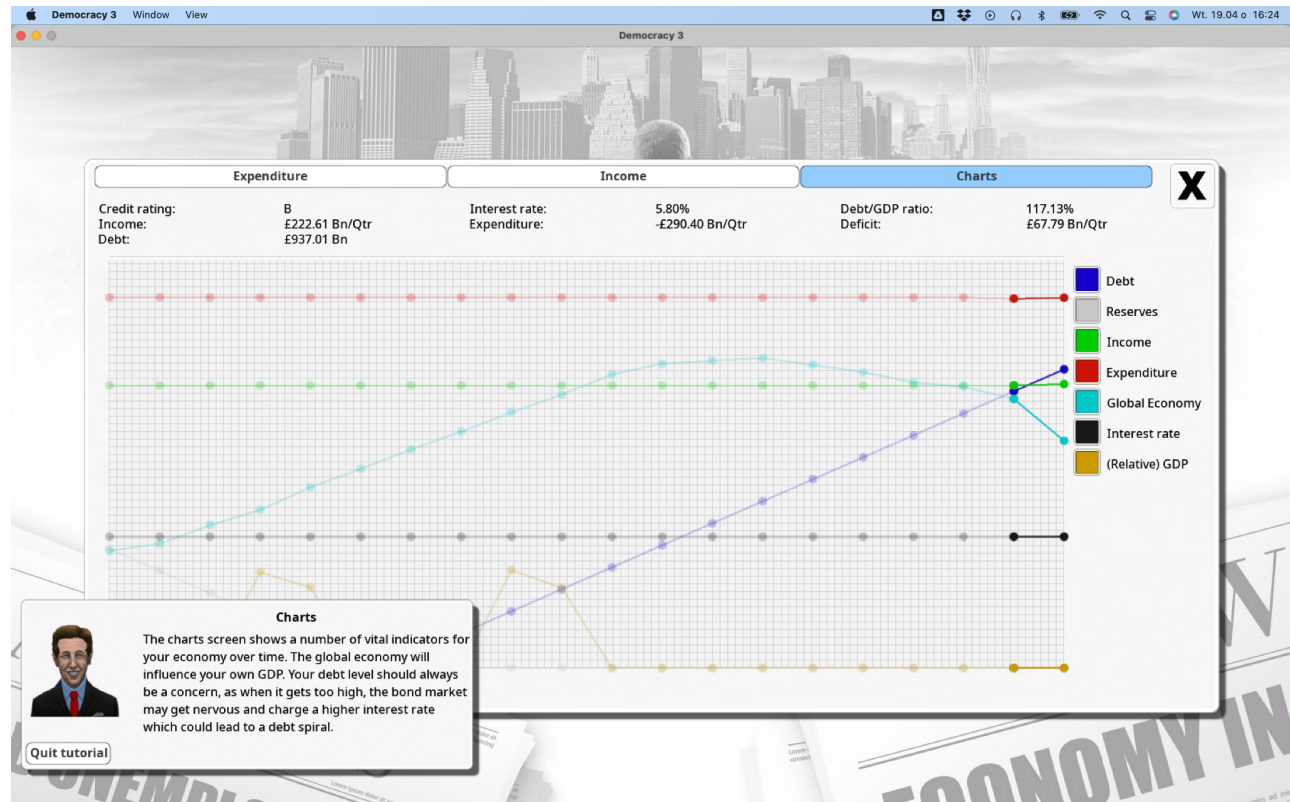 Democracy 3 Window View Wt. 19.04 o 16:24
Democracy 3
Expenditure Income Charts X
Credit rating: B Interest rate: 5.80% Debt/GDP ratio: 117.13%
Income: £222.61 Bn/Qtr Expenditure: -£290.40 Bn/Qtr Deficit: £67.79 Bn/Qtr
Debt: £937.01 Bn
Debt
Reserves
Income
Expenditure
Global Economy
Interest rate
(Relative) GDP
Charts
The charts screen shows a number of vital indicators for
your economy over time. The global economy will
influence your own GDP. Your debt level should always
be a concern, as when it gets too high, the bond market
may get nervous and charge a higher interest rate
which could lead to a debt spiral.
Quit tutorial
ECONOMY IN